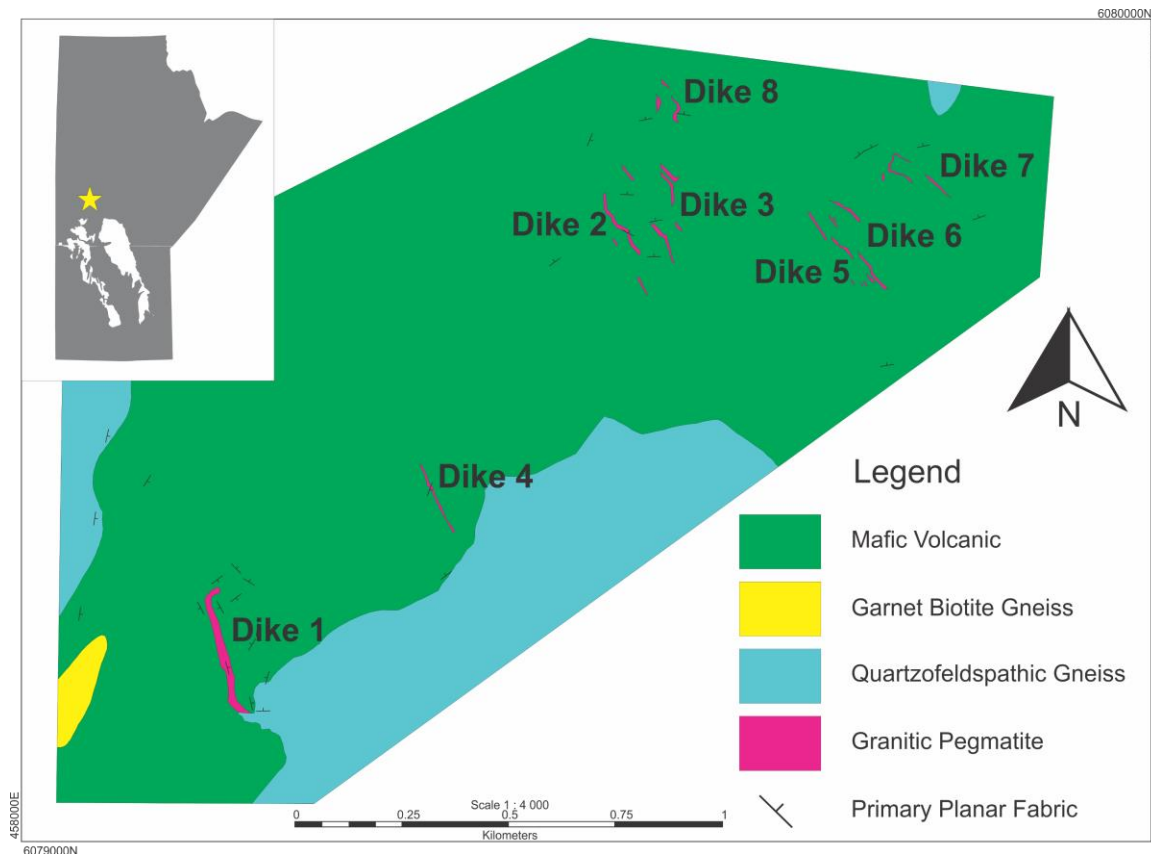 6080000N
Dike 8
Dike 7
Dike 3
Dike 2
Dike 6
Dike 5
N
Legend
Dike 4
Mafic Volcanic
Garnet Biotite Gneiss
Dike 1
Quartzofeldspathic Gneiss
Granitic Pegmatite
Primary Planar Fabric
Scale 1 : 4 000
0 0.25 0.5 0.75 1
Kilometers
458000E
6079000N